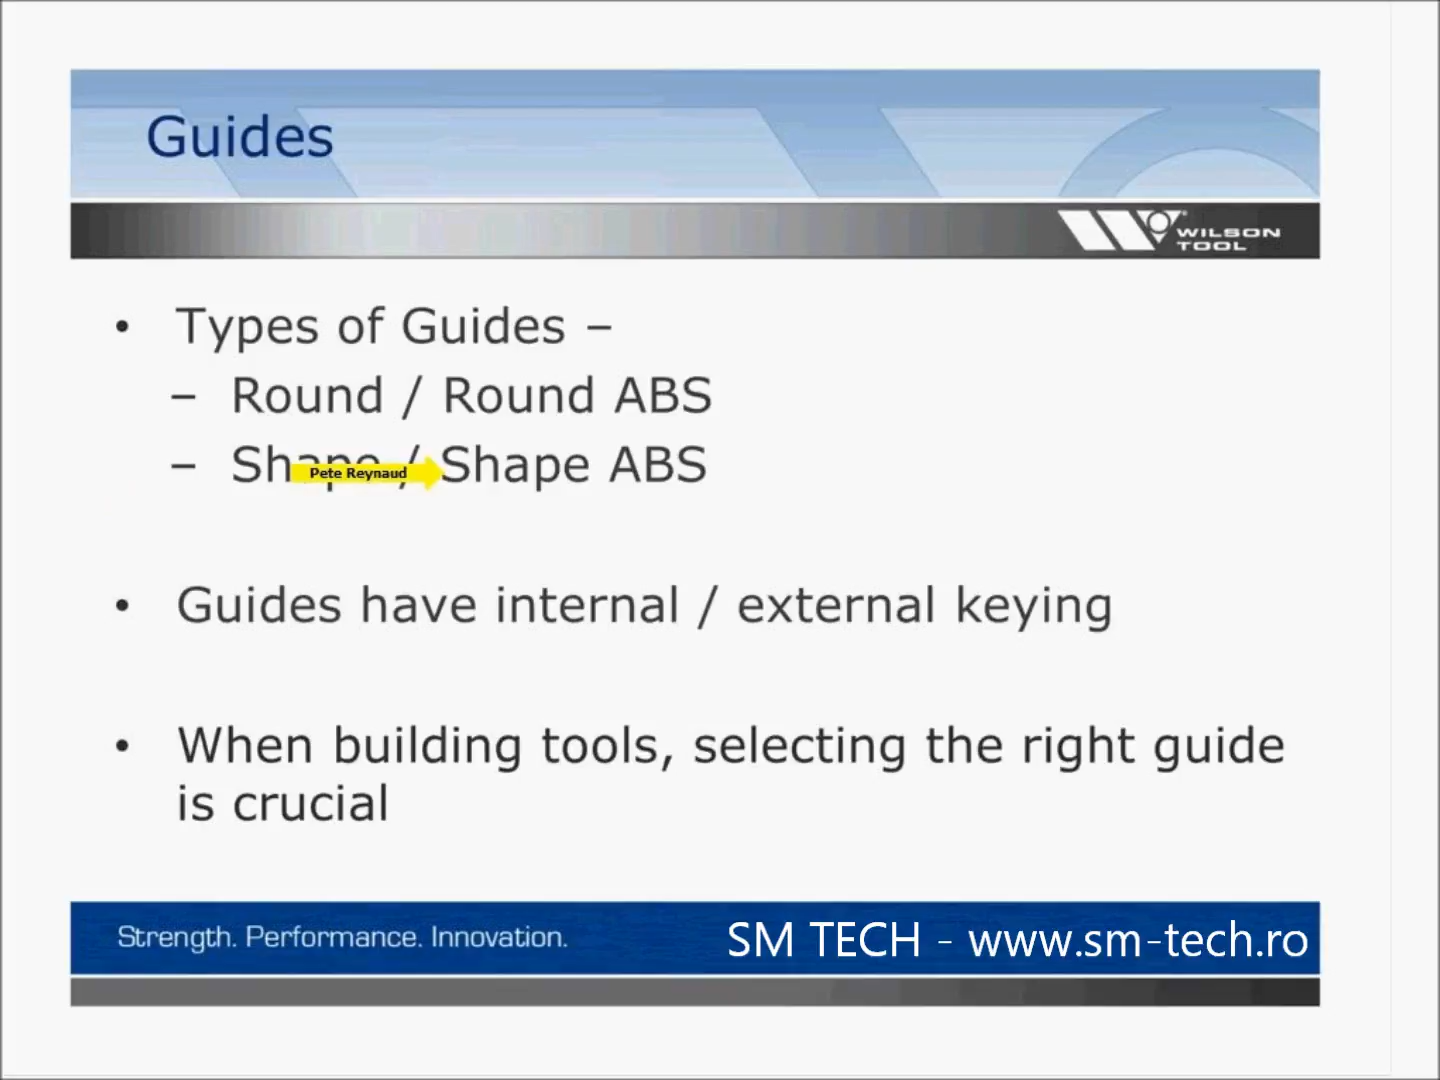 Guides
WILSON
TOOL
• Types of Guides –
– Round / Round ABS
– Shape / Shape ABS
Pete Reynaud
• Guides have internal / external keying
• When building tools, selecting the right guide
is crucial
Strength. Performance. Innovation.
SM TECH - www.sm-tech.ro